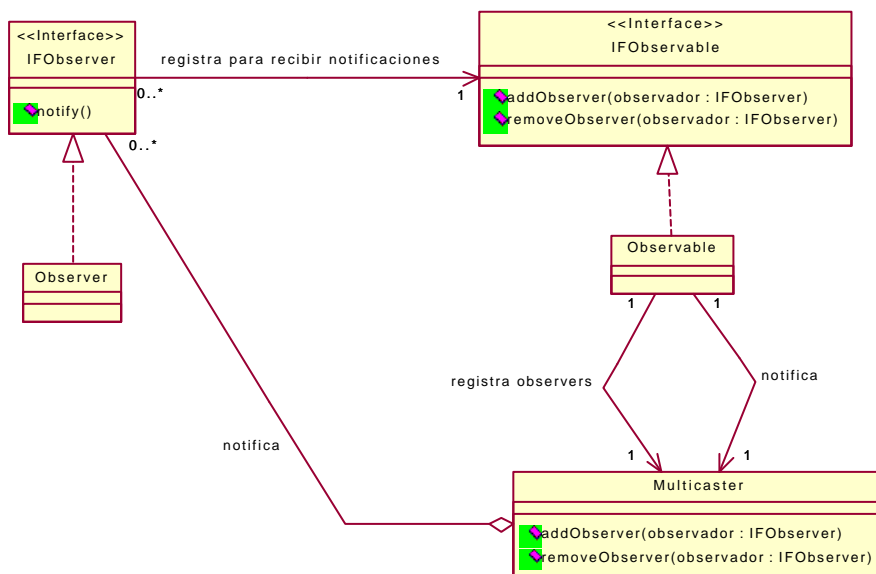 <<Interface>>
IFObserver
notify()
registra para recibir notificaciones
0..*
1
0..*
<<Interface>>
IFObservable
addObserver(observador : IFObserver)
removeObserver(observador : IFObserver)
Observer
Observable
1
1
registra observers
notifica
notifica
1
1
Multicaster
addObserver(observador : IFObserver)
removeObserver(observador : IFObserver)